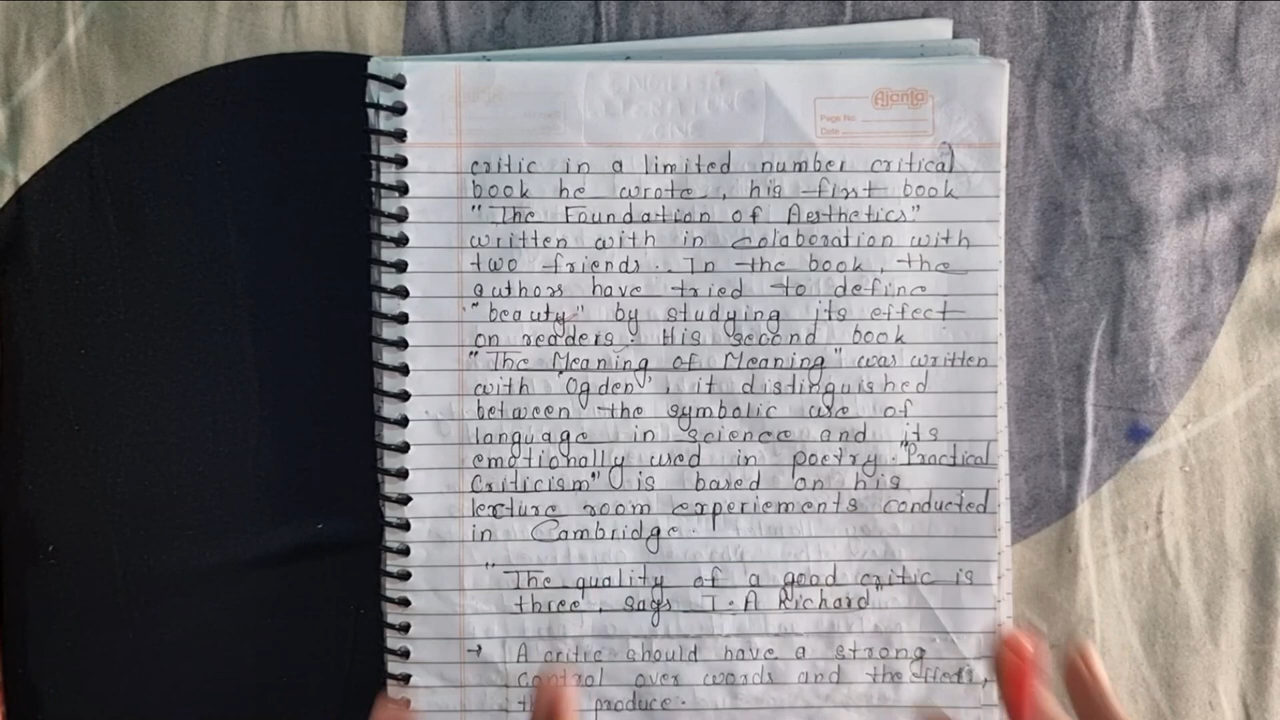 Ajanta
Page No.
Date
critic in a limited number critical
book he wrote, his first book
"The Foundation of Aesthetics"
written with in colaboration with
two friends. In the book, the
authors have tried to define
"beauty" by studying its effect
on readers. His second book
"The Meaning of Meaning" was written
with 'Ogden', it distinguished
between the symbolic use of
language in science and its
emotionally used in poetry. "Practical
Criticism" is based on his
lecture room experiements conducted
in Cambridge.
"The quality of a good critic is
three, says I.A Richard"
→ A critic should have a strong
control over words and the effects,
produce.